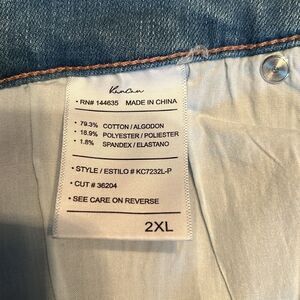 KanCan
• RN# 144635 MADE IN CHINA
• 79.3% COTTON / ALGODON
• 18.9% POLYESTER / POLIESTER
• 1.8% SPANDEX / ELASTANO
• STYLE / ESTILO # KC7232L-P
• CUT # 36204
• SEE CARE ON REVERSE
2XL